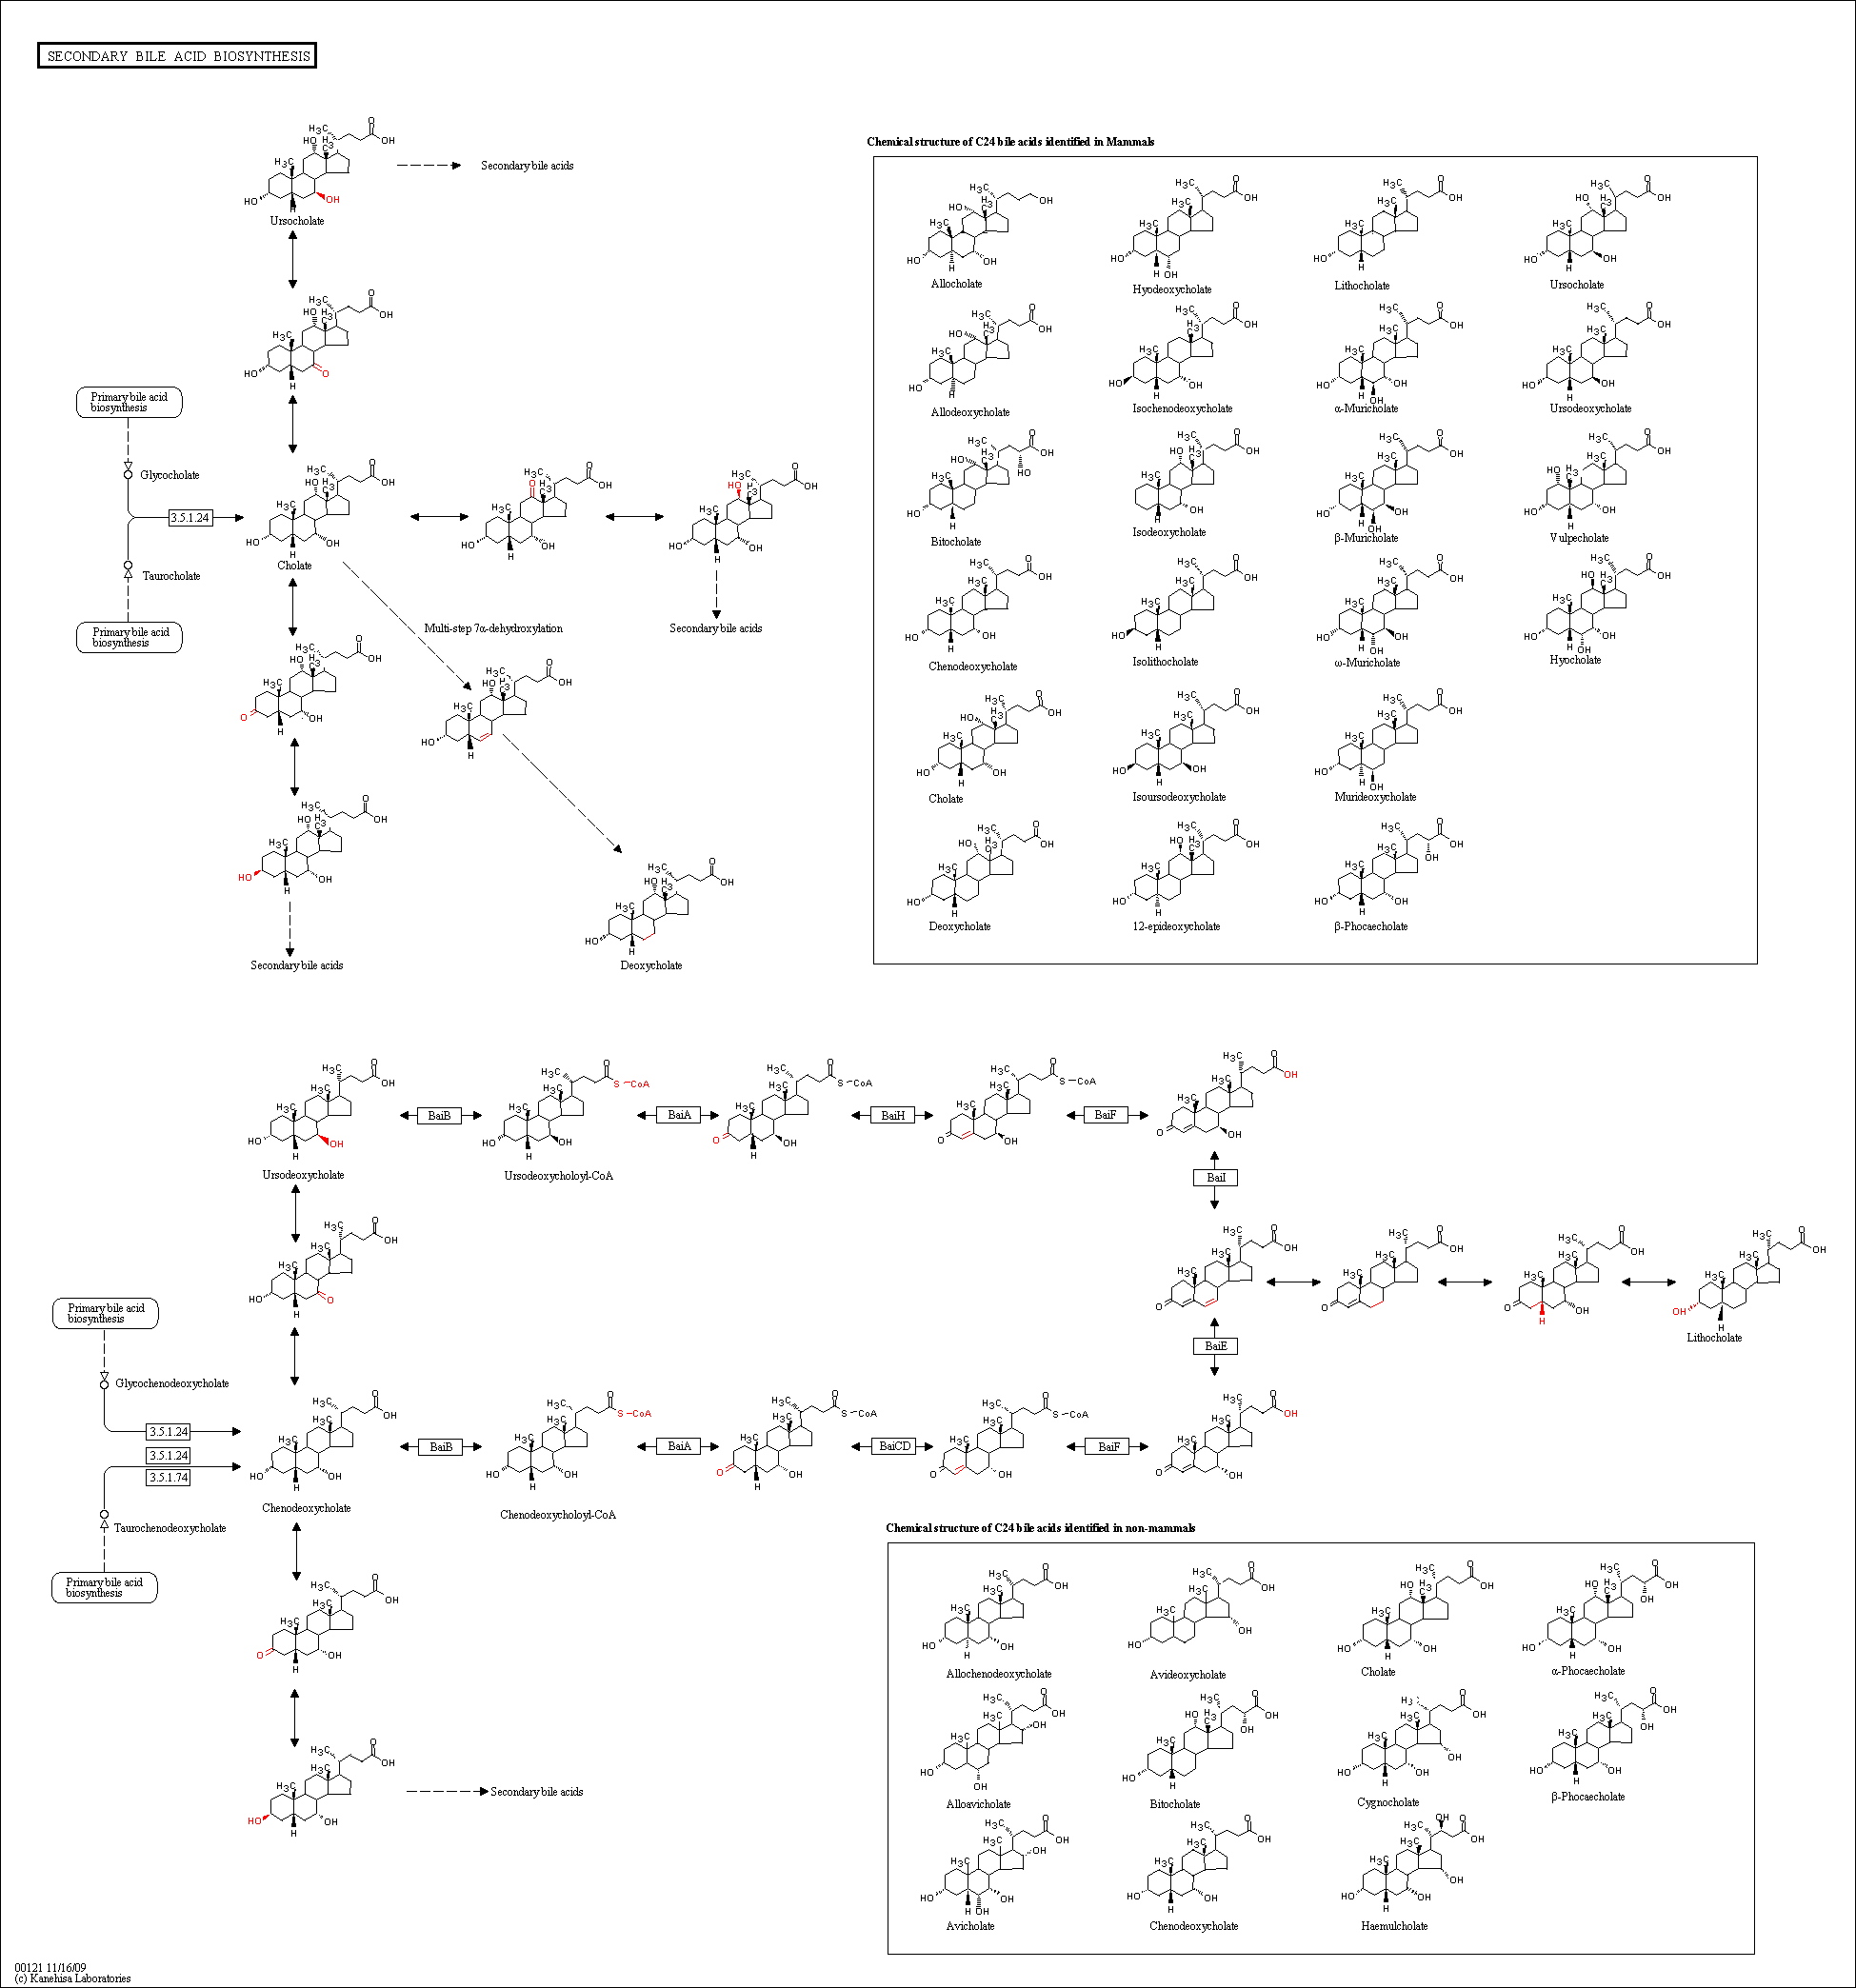 SECONDARY BILE ACID BIOSYNTHESIS
Secondary bile acids
Ursocholate
Primary bile acid
biosynthesis
Glycocholate
3.5.1.24
Taurocholate
Primary bile acid
biosynthesis
Cholate
Multi-step 7α-dehydroxylation
Secondary bile acids
Secondary bile acids
Deoxycholate
Chemical structure of C24 bile acids identified in Mammals
Allocholate
Hyodeoxycholate
Lithocholate
Ursocholate
Allodeoxycholate
Isochenodeoxycholate
α-Muricholate
Ursodeoxycholate
Bitocholate
Isodeoxycholate
β-Muricholate
Vulpecholate
Chenodeoxycholate
Isolithocholate
ω-Muricholate
Hyocholate
Cholate
Isoursodeoxycholate
Murideoxycholate
Deoxycholate
12-epideoxycholate
β-Phocaecholate
Ursodeoxycholate
BaiB
Ursodeoxycholoyl-CoA
BaiA
BaiH
BaiF
BaiI
BaiE
Lithocholate
Primary bile acid
biosynthesis
Glycochenodeoxycholate
3.5.1.24
3.5.1.24
3.5.1.74
Taurochenodeoxycholate
Primary bile acid
biosynthesis
Chenodeoxycholate
BaiB
Chenodeoxycholoyl-CoA
BaiA
BaiCD
BaiF
Secondary bile acids
Chemical structure of C24 bile acids identified in non-mammals
Allochenodeoxycholate
Avideoxycholate
Cholate
α-Phocaecholate
Alloavicholate
Bitocholate
Cygnocholate
β-Phocaecholate
Avicholate
Chenodeoxycholate
Haemulcholate
00121 11/16/09
(c) Kanehisa Laboratories